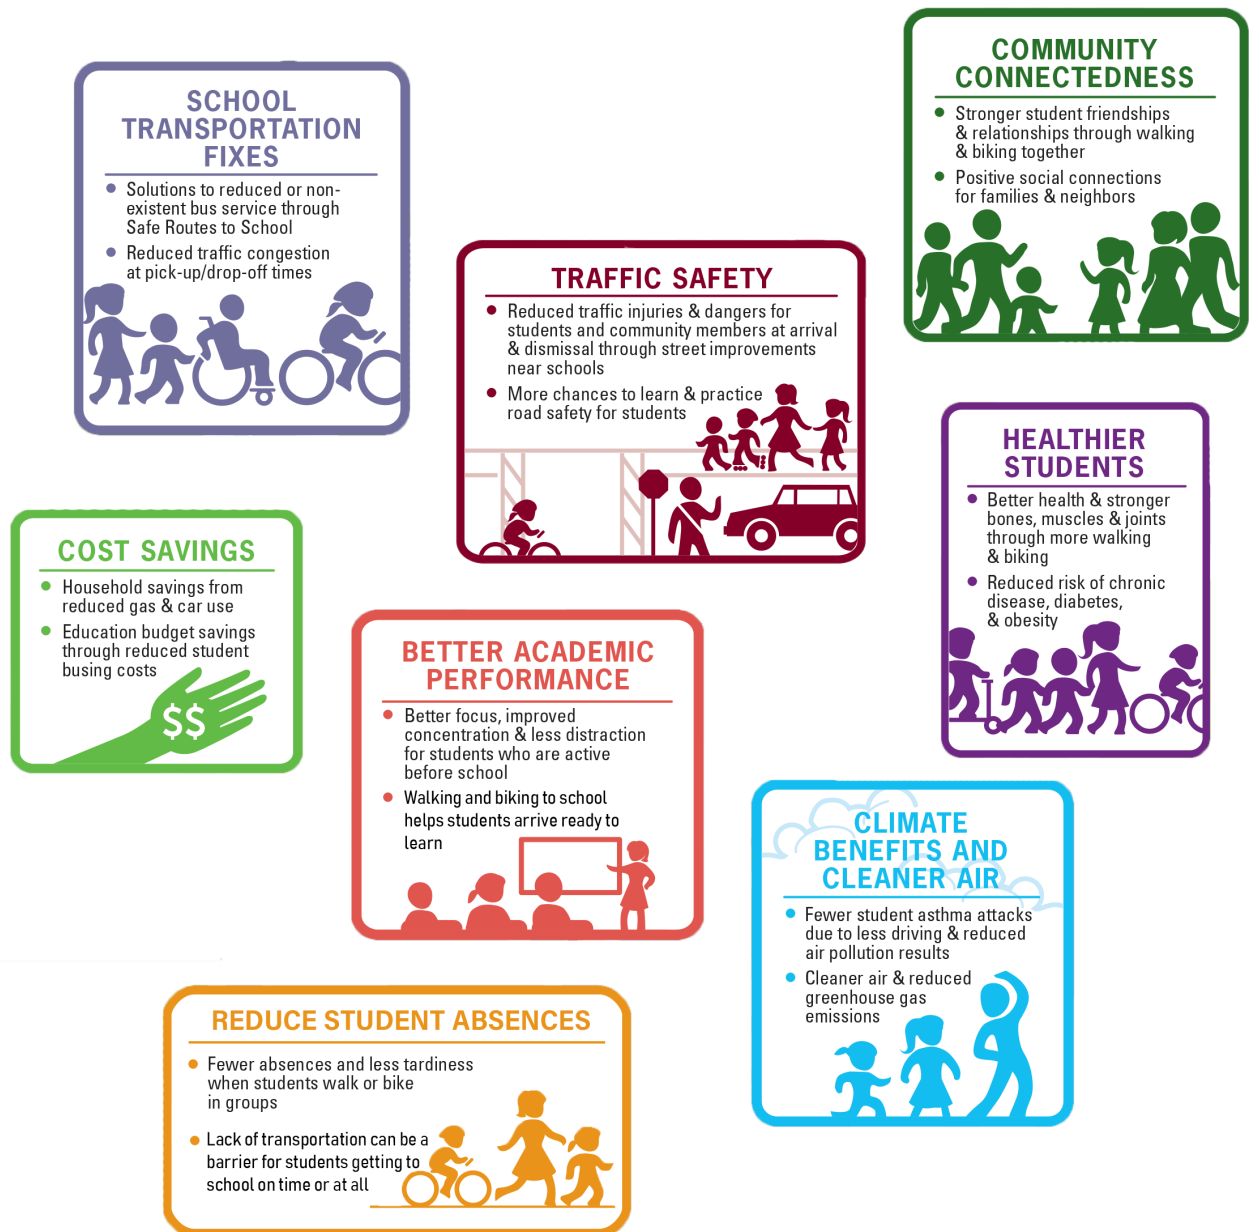 SCHOOL
TRANSPORTATION
FIXES
Solutions to reduced or non-
existent bus service through
Safe Routes to School
Reduced traffic congestion
at pick-up/drop-off times
COMMUNITY
CONNECTEDNESS
Stronger student friendships
& relationships through walking
& biking together
Positive social connections
for families & neighbors
TRAFFIC SAFETY
Reduced traffic injuries & dangers for
students and community members at arrival
& dismissal through street improvements
near schools
More chances to learn & practice
road safety for students
HEALTHIER
STUDENTS
Better health & stronger
bones, muscles & joints
through more walking
& biking
Reduced risk of chronic
disease, diabetes,
& obesity
COST SAVINGS
Household savings from
reduced gas & car use
Education budget savings
through reduced student
busing costs
$$
BETTER ACADEMIC
PERFORMANCE
Better focus, improved
concentration & less distraction
for students who are active
before school
Walking and biking to school
helps students arrive ready to
learn
CLIMATE
BENEFITS AND
CLEANER AIR
Fewer student asthma attacks
due to less driving & reduced
air pollution results
Cleaner air & reduced
greenhouse gas
emissions
REDUCE STUDENT ABSENCES
Fewer absences and less tardiness
when students walk or bike
in groups
Lack of transportation can be a
barrier for students getting to
school on time or at all